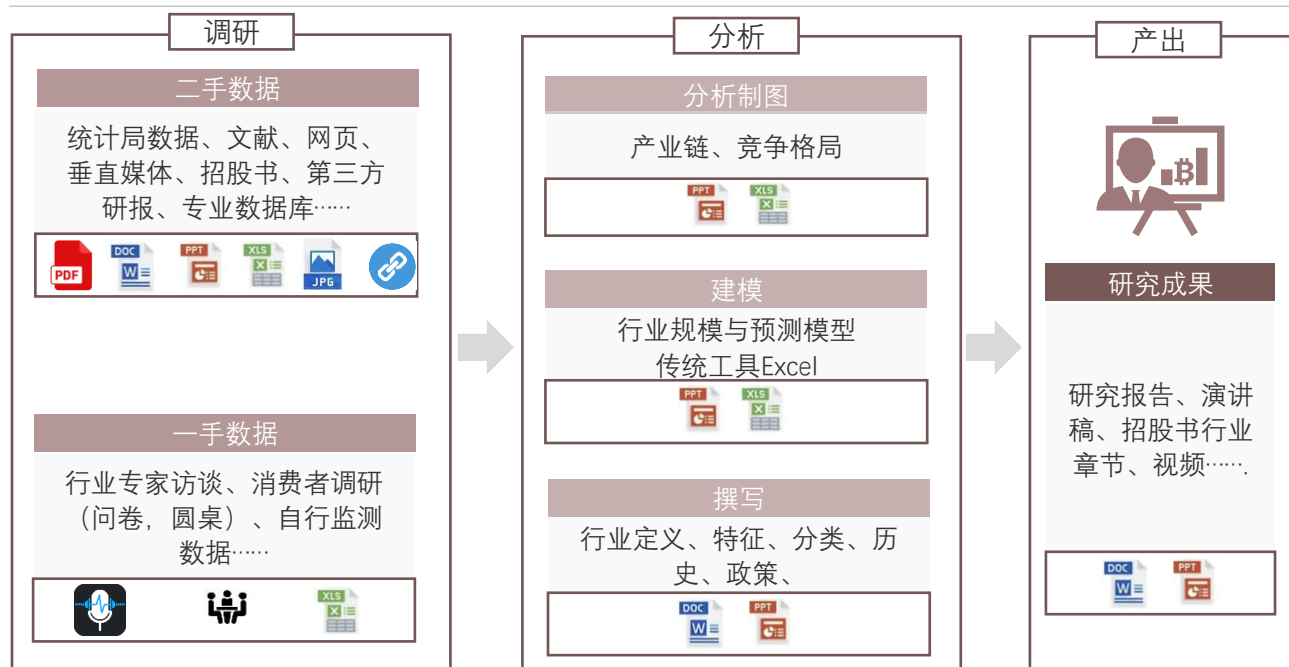 调研
二手数据
统计局数据、文献、网页、
垂直媒体、招股书、第三方
研报、专业数据库……
PDF
DOC
W
PPT
XLS
X
JPG
一手数据
行业专家访谈、消费者调研
（问卷，圆桌）、自行监测
数据……
XLS
X
分析
分析制图
产业链、竞争格局
PPT
XLS
X
建模
行业规模与预测模型
传统工具Excel
PPT
XLS
X
撰写
行业定义、特征、分类、历
史、政策、
DOC
W
PPT
产出
研究成果
研究报告、演讲
稿、招股书行业
章节、视频…….
DOC
W
PPT